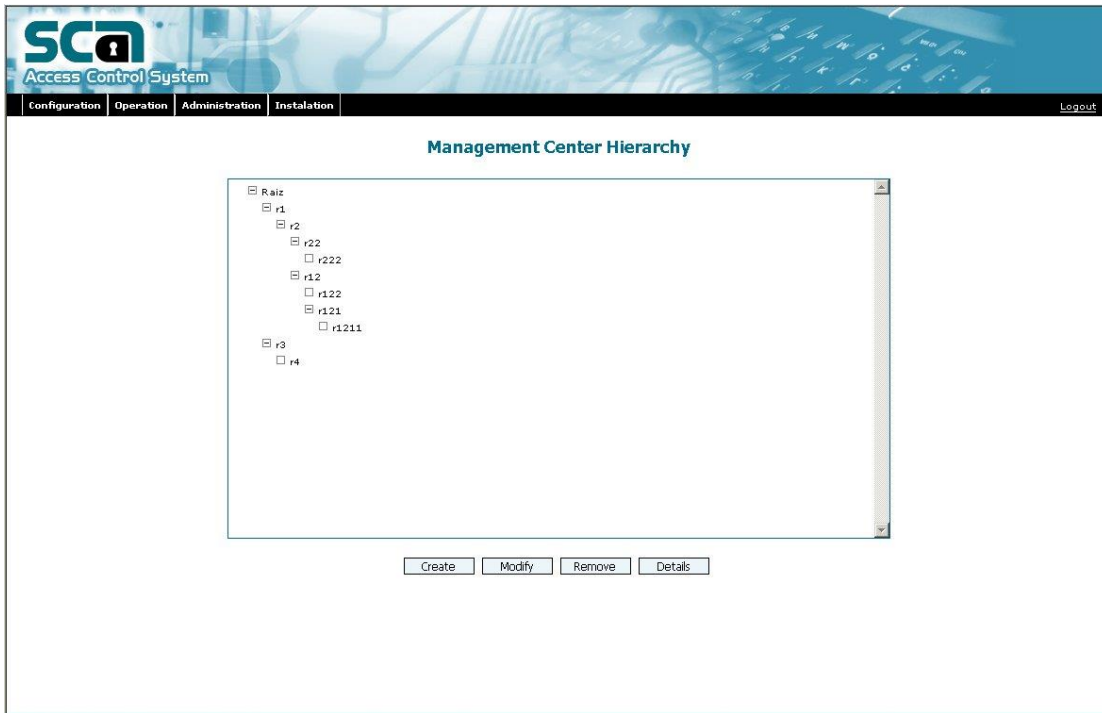 SCA
Access Control System
Configuration Operation Administration Instalation Logout
Management Center Hierarchy
Raiz
r1
r2
r22
r222
r12
r122
r121
r1211
r3
r4
Create Modify Remove Details